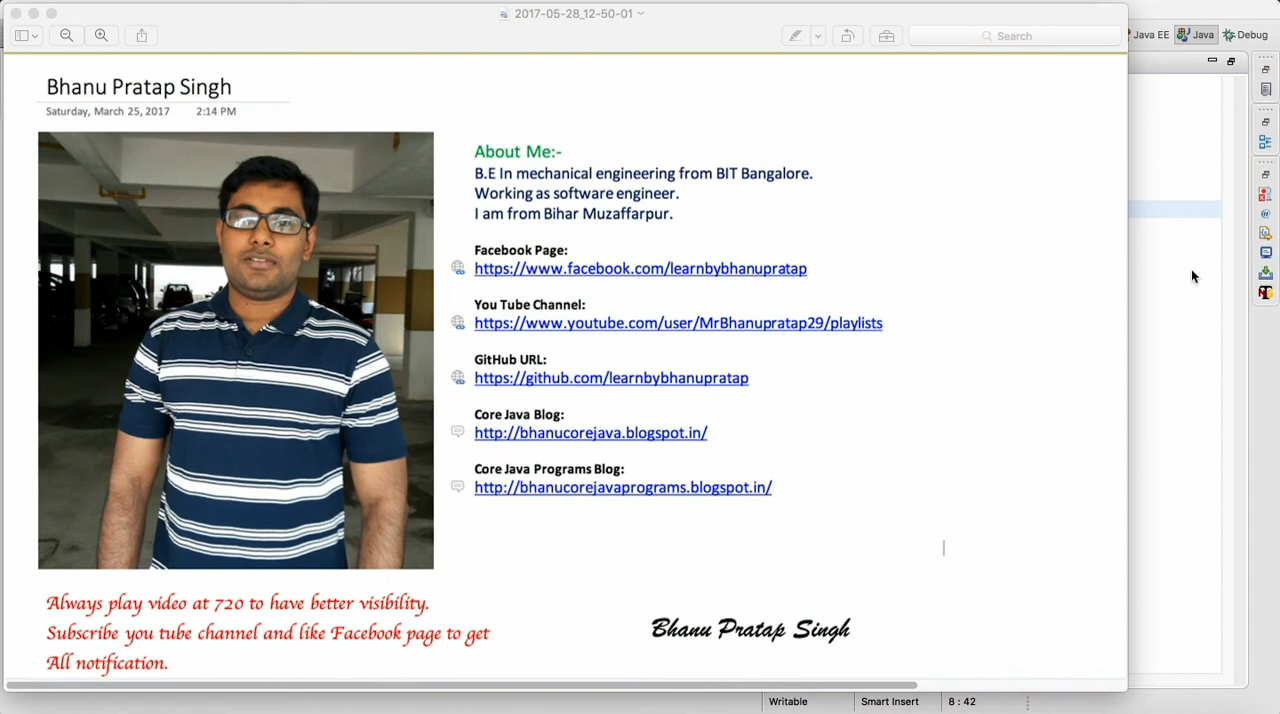 2017-05-28_12-50-01
Search
Java EE
Java
Debug
Bhanu Pratap Singh
Saturday, March 25, 2017 2:14 PM
About Me:-
B.E In mechanical engineering from BIT Bangalore.
Working as software engineer.
I am from Bihar Muzaffarpur.
Facebook Page:
https://www.facebook.com/learnbybhanupratap
You Tube Channel:
https://www.youtube.com/user/MrBhanupratap29/playlists
GitHub URL:
https://github.com/learnbybhanupratap
Core Java Blog:
http://bhanucorejava.blogspot.in/
Core Java Programs Blog:
http://bhanucorejavaprograms.blogspot.in/
Always play video at 720 to have better visibility.
Subscribe you tube channel and like Facebook page to get
All notification.
Bhanu Pratap Singh
Writable
Smart Insert
8 : 42